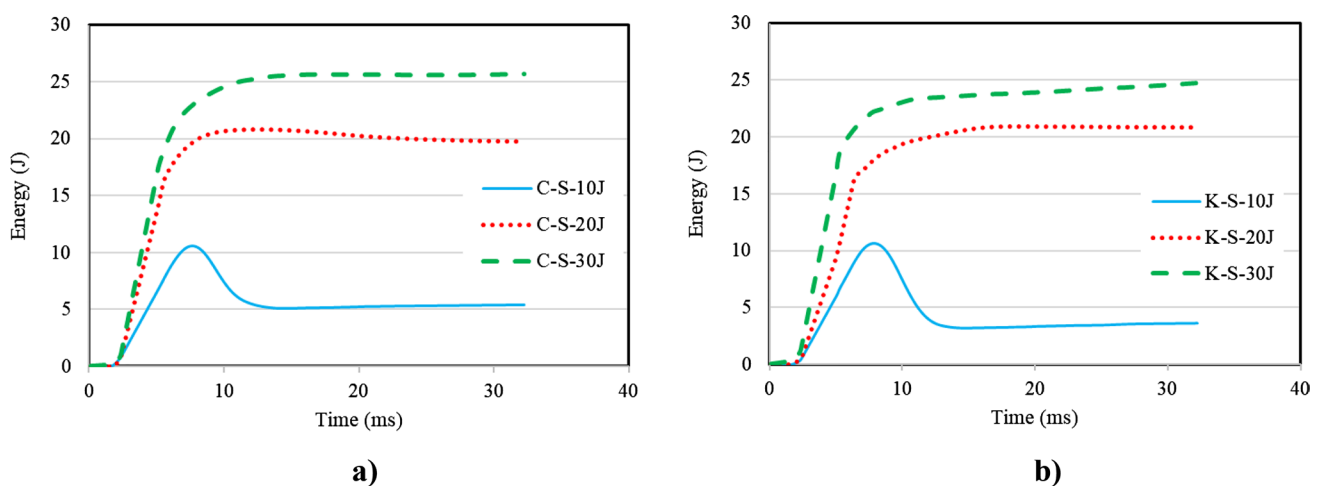 30
25
20
15
10
5
0
Energy (J)
C-S-10J
C-S-20J
C-S-30J
0 10 20 30 40
Time (ms)
a)
30
25
20
15
10
5
0
Energy (J)
K-S-10J
K-S-20J
K-S-30J
0 10 20 30 40
Time (ms)
b)